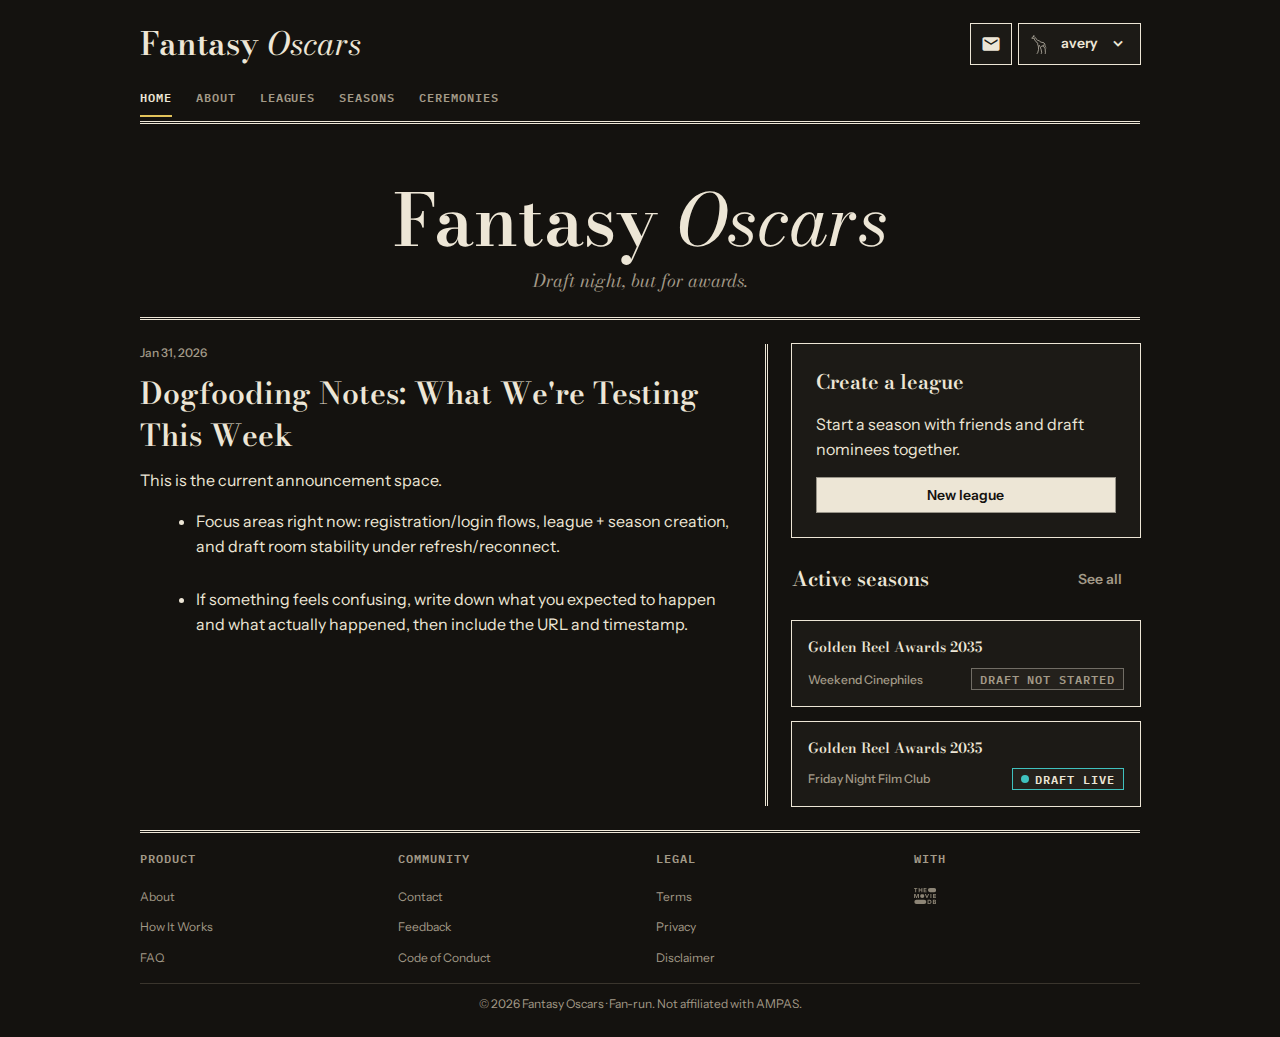 Fantasy Oscars
avery
HOME ABOUT LEAGUES SEASONS CEREMONIES
Fantasy Oscars
Draft night, but for awards.
Jan 31, 2026
Dogfooding Notes: What We're Testing
This Week
This is the current announcement space.
• Focus areas right now: registration/login flows, league + season creation,
and draft room stability under refresh/reconnect.
• If something feels confusing, write down what you expected to happen
and what actually happened, then include the URL and timestamp.
Create a league
Start a season with friends and draft
nominees together.
New league
Active seasons
See all
Golden Reel Awards 2035
Weekend Cinephiles
DRAFT NOT STARTED
Golden Reel Awards 2035
Friday Night Film Club
DRAFT LIVE
PRODUCT
About
How It Works
FAQ
COMMUNITY
Contact
Feedback
Code of Conduct
LEGAL
Terms
Privacy
Disclaimer
WITH
THE
MOVIE
DB
© 2026 Fantasy Oscars · Fan-run. Not affiliated with AMPAS.